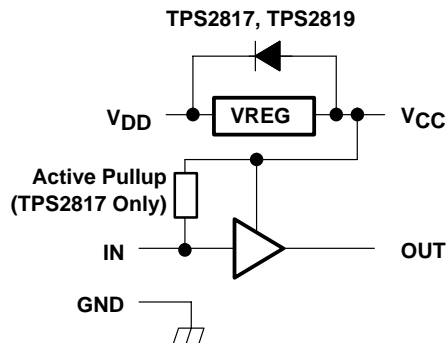 TPS2817, TPS2819
VDD
VREG
VCC
Active Pullup
(TPS2817 Only)
IN
OUT
GND